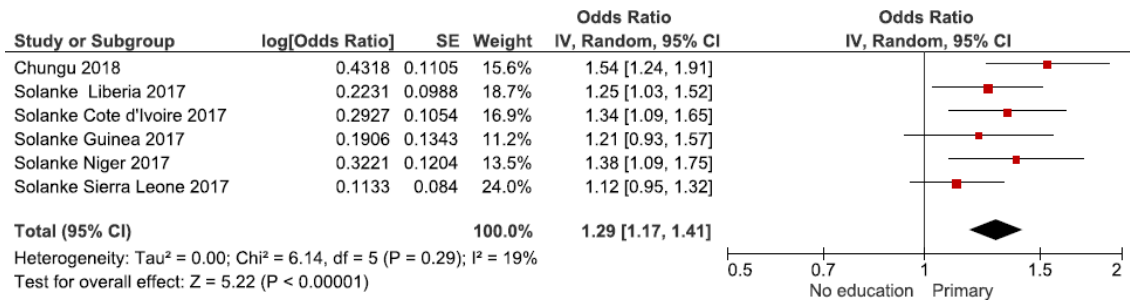 Odds Ratio Odds Ratio
Study or Subgroup log[Odds Ratio] SE Weight IV, Random, 95% CI IV, Random, 95% CI
Chungu 2018 0.4318 0.1105 15.6% 1.54 [1.24, 1.91]
Solanke Liberia 2017 0.2231 0.0988 18.7% 1.25 [1.03, 1.52]
Solanke Cote d'Ivoire 2017 0.2927 0.1054 16.9% 1.34 [1.09, 1.65]
Solanke Guinea 2017 0.1906 0.1343 11.2% 1.21 [0.93, 1.57]
Solanke Niger 2017 0.3221 0.1204 13.5% 1.38 [1.09, 1.75]
Solanke Sierra Leone 2017 0.1133 0.084 24.0% 1.12 [0.95, 1.32]
Total (95% CI) 100.0% 1.29 [1.17, 1.41]
Heterogeneity: Tau² = 0.00; Chi² = 6.14, df = 5 (P = 0.29); I² = 19%
Test for overall effect: Z = 5.22 (P < 0.00001)
0.5 0.7 1 1.5 2
No education Primary